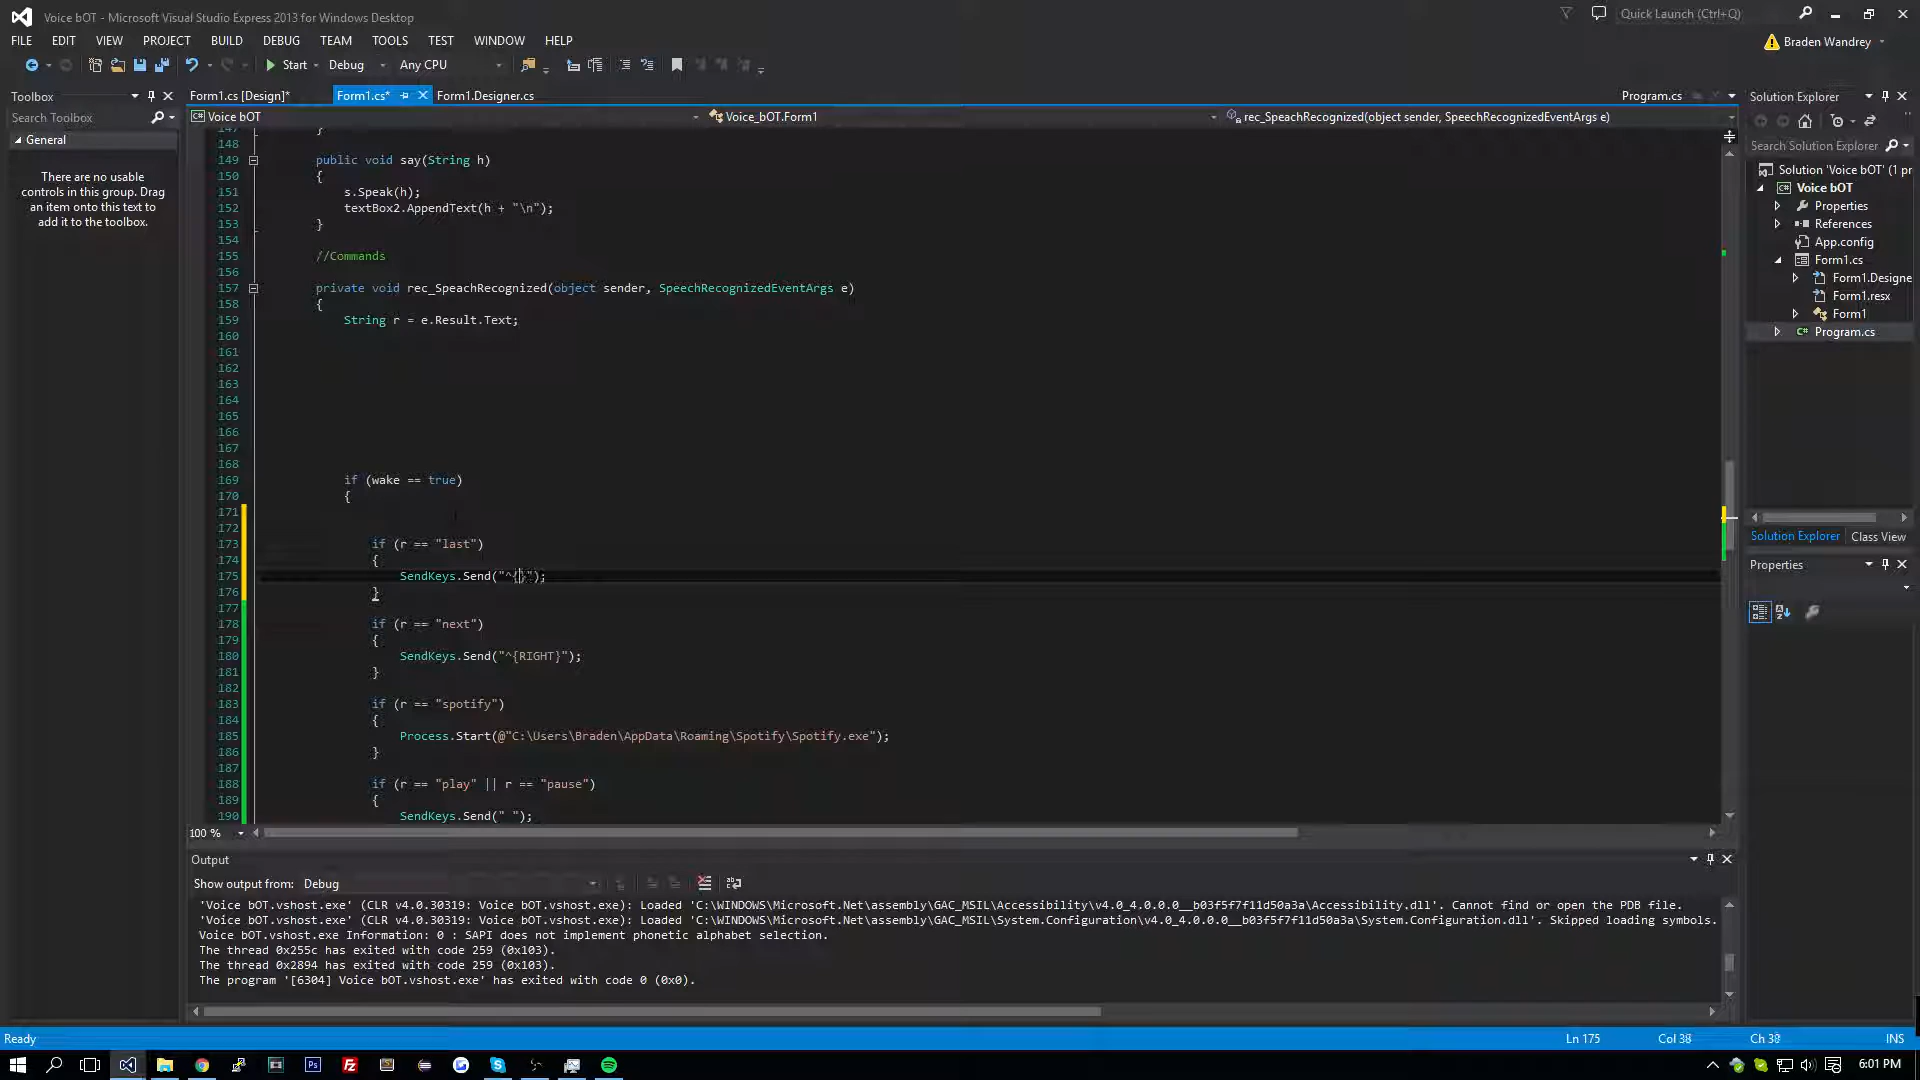 Voice bOT - Microsoft Visual Studio Express 2013 for Windows Desktop
Quick Launch (Ctrl+Q)
FILE EDIT VIEW PROJECT BUILD DEBUG TEAM TOOLS TEST WINDOW HELP
Braden Wandrey
Start Debug Any CPU
Toolbox
Form1.cs [Design]* Form1.cs* Form1.Designer.cs Program.cs
Solution Explorer
Search Toolbox
Voice bOT Voice_bOT.Form1 rec_SpeachRecognized(object sender, SpeechRecognizedEventArgs e)
General
There are no usable
controls in this group. Drag
an item onto this text to
add it to the toolbox.
147 }
148
149 public void say(String h)
150 {
151 s.Speak(h);
152 textBox2.AppendText(h + "\n");
153 }
154
155 //Commands
156
157 private void rec_SpeachRecognized(object sender, SpeechRecognizedEventArgs e)
158 {
159 String r = e.Result.Text;
160
161
162
163
164
165
166
167
168
169 if (wake == true)
170 {
171
172
173 if (r == "last")
174 {
175 SendKeys.Send("^{}");
176 }
177
178 if (r == "next")
179 {
180 SendKeys.Send("^{RIGHT}");
181 }
182
183 if (r == "spotify")
184 {
185 Process.Start(@"C:\Users\Braden\AppData\Roaming\Spotify\Spotify.exe");
186 }
187
188 if (r == "play" || r == "pause")
189 {
190 SendKeys.Send(" ");
100 %
Search Solution Explorer
Solution 'Voice bOT' (1 pr
Voice bOT
Properties
References
App.config
Form1.cs
Form1.Designe
Form1.resx
Form1
Program.cs
Solution Explorer Class View
Properties
Output
Show output from: Debug
'Voice bOT.vshost.exe' (CLR v4.0.30319: Voice bOT.vshost.exe): Loaded 'C:\WINDOWS\Microsoft.Net\assembly\GAC_MSIL\Accessibility\v4.0_4.0.0.0__b03f5f7f11d50a3a\Accessibility.dll'. Cannot find or open the PDB file.
'Voice bOT.vshost.exe' (CLR v4.0.30319: Voice bOT.vshost.exe): Loaded 'C:\WINDOWS\Microsoft.Net\assembly\GAC_MSIL\System.Configuration\v4.0_4.0.0.0__b03f5f7f11d50a3a\System.Configuration.dll'. Skipped loading symbols.
Voice bOT.vshost.exe Information: 0 : SAPI does not implement phonetic alphabet selection.
The thread 0x255c has exited with code 259 (0x103).
The thread 0x2894 has exited with code 259 (0x103).
The program '[6304] Voice bOT.vshost.exe' has exited with code 0 (0x0).
Ready Ln 175 Col 38 Ch 38 INS
6:01 PM